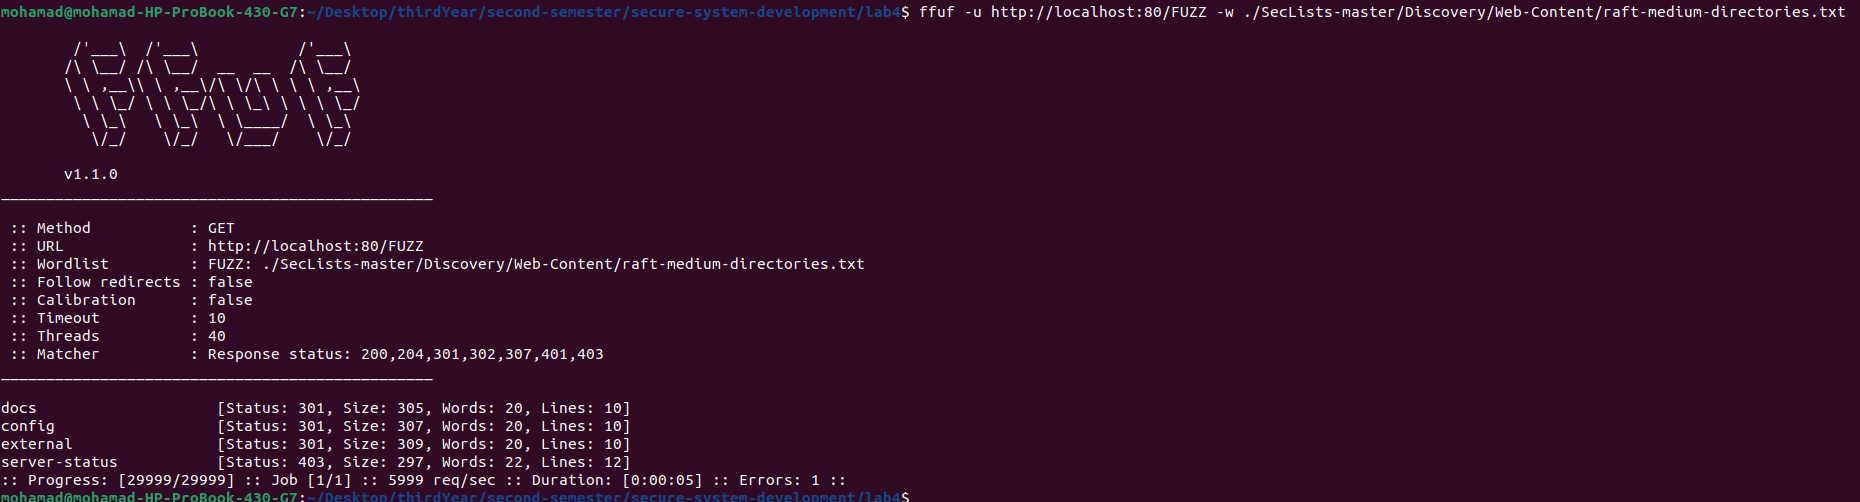 mohamad@mohamad-HP-ProBook-430-G7:~/Desktop/thirdYear/second-semester/secure-system-development/lab4$ ffuf -u http://localhost:80/FUZZ -w ./SecLists-master/Discovery/Web-Content/raft-medium-directories.txt

        /'___\  /'___\           /'___\
       /\ \__/ /\ \__/  __  __  /\ \__/
       \ \ ,__\\ \ ,__\/\ \/\ \ \ \ ,__\
        \ \ \_/ \ \ \_/\ \ \_\ \ \ \ \_/
         \ \_\   \ \_\  \ \____/  \ \_\
          \/_/    \/_/   \/___/    \/_/

       v1.1.0
________________________________________________

 :: Method           : GET
 :: URL              : http://localhost:80/FUZZ
 :: Wordlist         : FUZZ: ./SecLists-master/Discovery/Web-Content/raft-medium-directories.txt
 :: Follow redirects : false
 :: Calibration      : false
 :: Timeout          : 10
 :: Threads          : 40
 :: Matcher          : Response status: 200,204,301,302,307,401,403
________________________________________________

docs                    [Status: 301, Size: 305, Words: 20, Lines: 10]
config                  [Status: 301, Size: 307, Words: 20, Lines: 10]
external                [Status: 301, Size: 309, Words: 20, Lines: 10]
server-status           [Status: 403, Size: 297, Words: 22, Lines: 12]
:: Progress: [29999/29999] :: Job [1/1] :: 5999 req/sec :: Duration: [0:00:05] :: Errors: 1 ::
mohamad@mohamad-HP-ProBook-430-G7:~/Desktop/thirdYear/second-semester/secure-system-development/lab4$